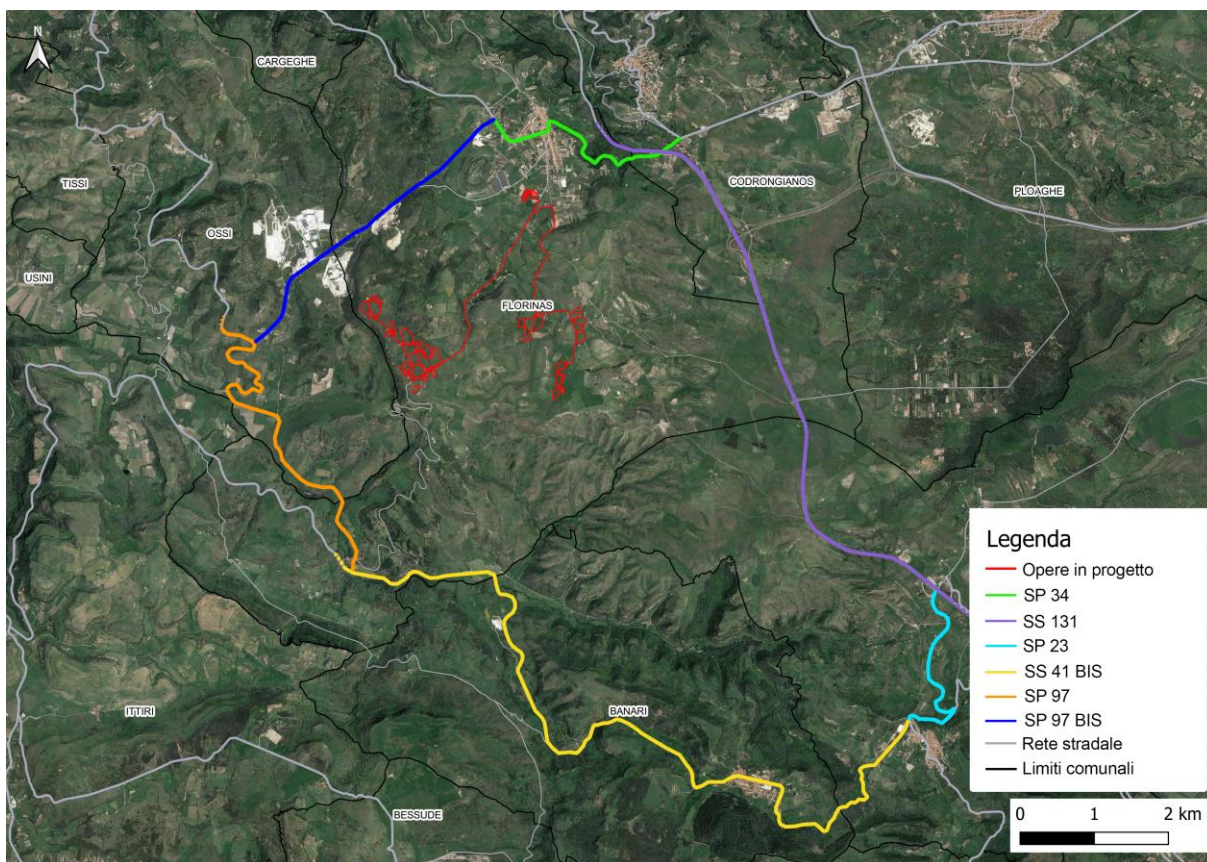 N
CARGEGHE
TISSI
CODRONGIANOS
PLOAGHE
OSSI
USINI
FLORINAS
ITTIRI
BANARI
BESSUDE
Legenda
Opere in progetto
SP 34
SS 131
SP 23
SS 41 BIS
SP 97
SP 97 BIS
Rete stradale
Limiti comunali
0 1 2 km